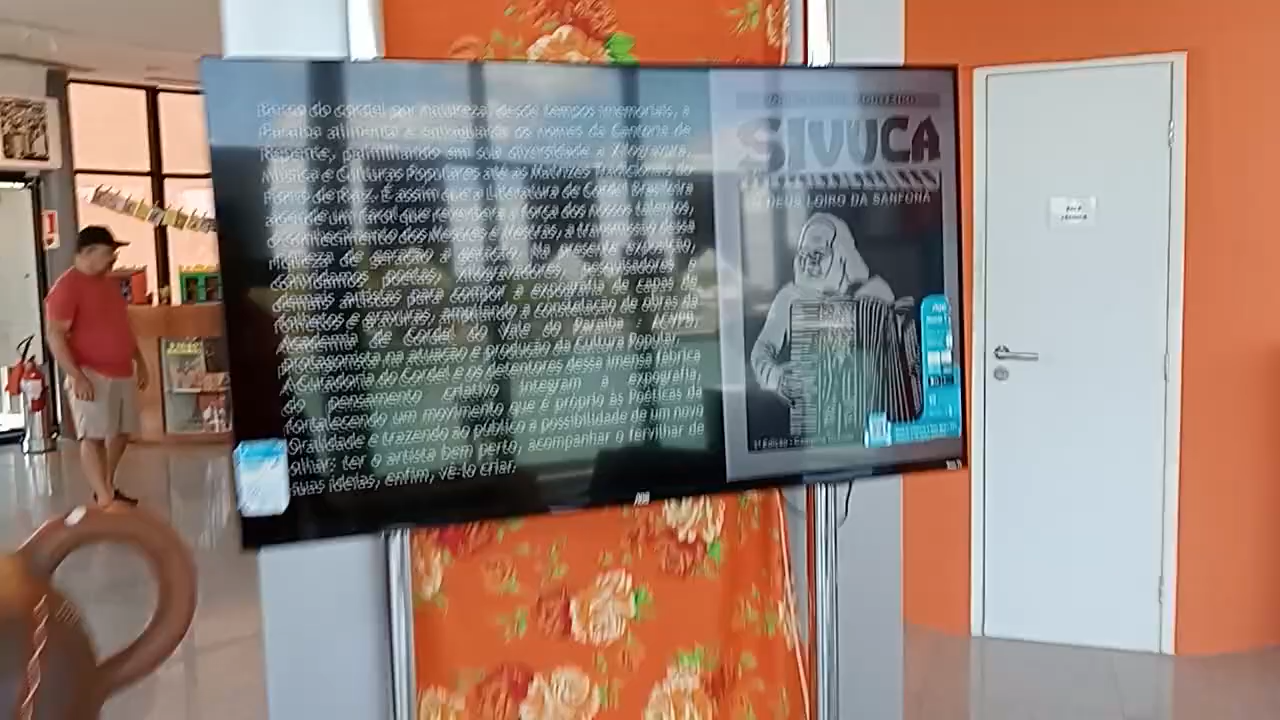 Berço do cordel por natureza, desde tempos imemoriais, a
Paraíba alimenta e salvaguarda os nomes da Cantoria de
Repente, palmilhando em sua diversidade a Xilogravura,
Música e Culturas Populares até as Matrizes Tradicionais do
Forró de Raiz. É assim que a Literatura de Cordel Brasileira
acende um farol que reverbera a força dos nossos talentos,
o conhecimento dos Mestres e Mestras, a transmissão dessa
riqueza de geração a geração. Na presente exposição,
convidamos poetas, xilogravadores, pesquisadores e
demais artistas para compor a expografia de capas de
folhetos e gravuras, ampliando a constelação de obras da
Academia de Cordel do Vale do Paraíba
protagonista na atuação e produção da Cultura Popular.
A Curadoria do Cordel e os detentores dessa imensa fábrica
do pensamento criativo integram a expografia,
fortalecendo um movimento que é próprio às Poéticas da
Oralidade e trazendo ao público a possibilidade de um novo
olhar: ter o artista bem perto, acompanhar o fervilhar de
suas ideias, enfim, vê-lo criar.
SIVUCA
O DEUS LOIRO DA SANFONA